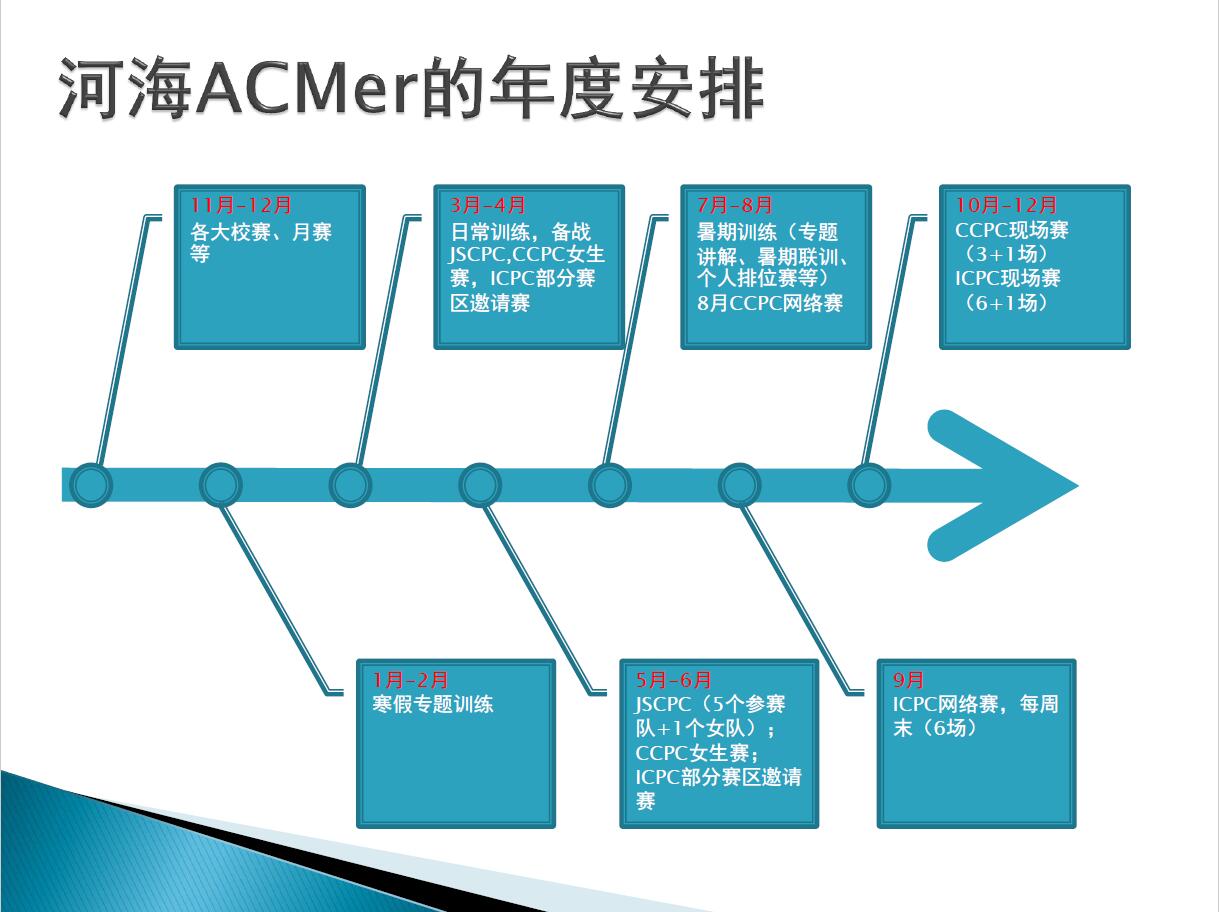 河海ACMer的年度安排
11月-12月
各大校赛、月赛
等
3月-4月
日常训练，备战
JSCPC,CCPC女生
赛，ICPC部分赛
区邀请赛
7月-8月
暑期训练（专题
讲解、暑期联训、
个人排位赛等）
8月CCPC网络赛
10月-12月
CCPC现场赛
（3+1场）
ICPC现场赛
（6+1场）
1月-2月
寒假专题训练
5月-6月
JSCPC（5个参赛
队+1个女队）；
CCPC女生赛；
ICPC部分赛区邀请
赛
9月
ICPC网络赛，每周
末（6场）